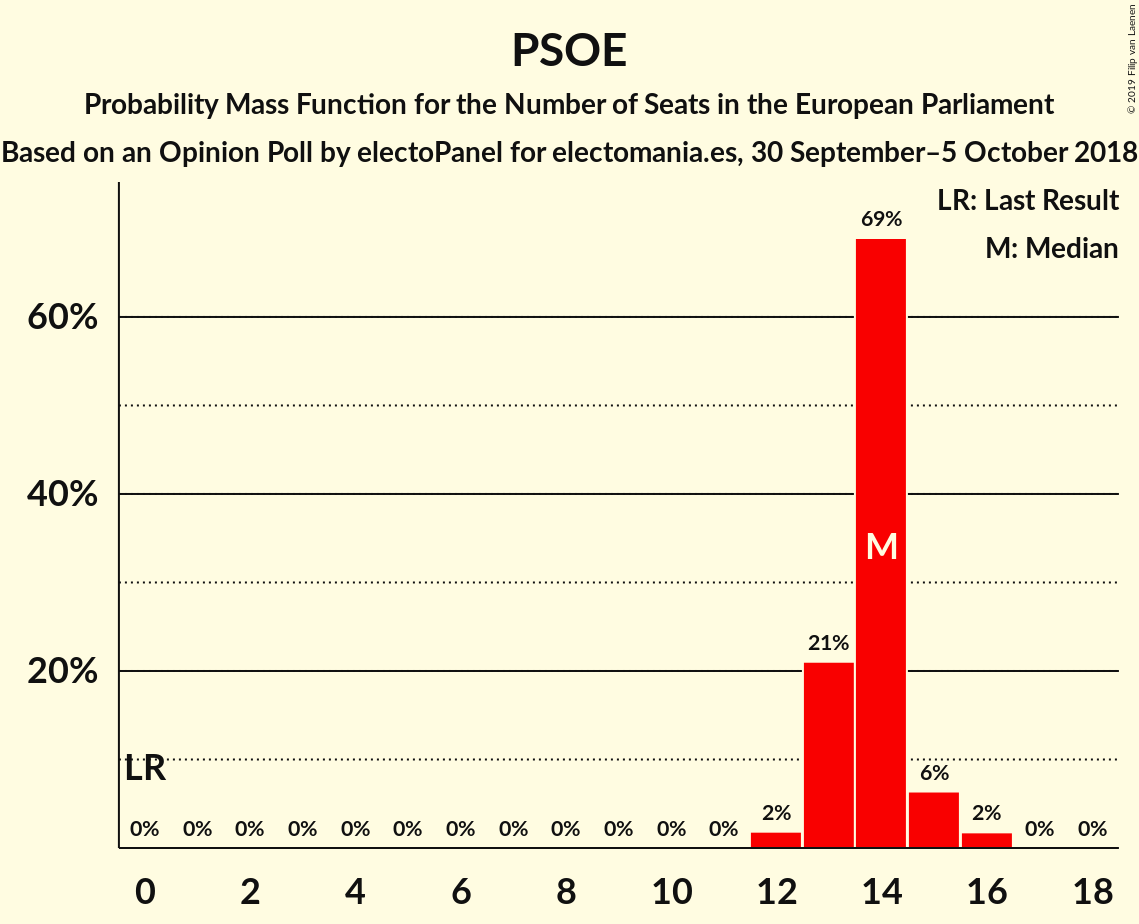 PSOE
Probability Mass Function for the Number of Seats in the European Parliament
Based on an Opinion Poll by electoPanel for electomania.es, 30 September–5 October 2018
© 2019 Filip van Laenen
LR: Last Result
M: Median
69%
60%
40%
M
21%
20%
LR
6%
0% 0% 0% 0% 0% 0% 0% 0% 0% 0% 0% 0% 2% 2% 0% 0%
0 2 4 6 8 10 12 14 16 18